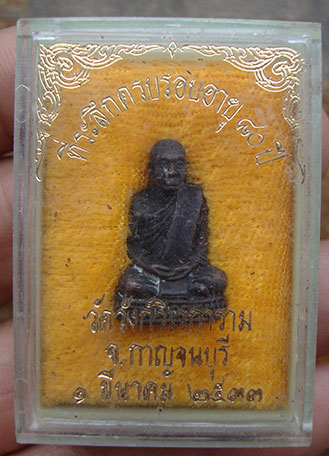 ที่ระลึกครบรอบอายุ ๘๐ ปี
วัดวังก์วิเวการาม
จ.กาญจนบุรี
๑ มีนาคม ๒๕๓๓